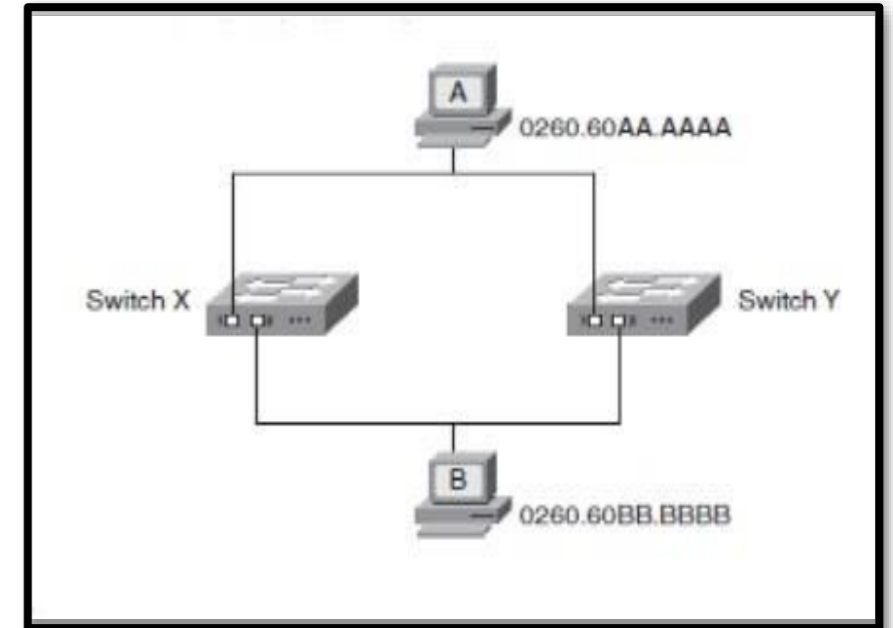 A
0260.60AA.AAAA
Switch X
Switch Y
B
0260.60BB.BBBB